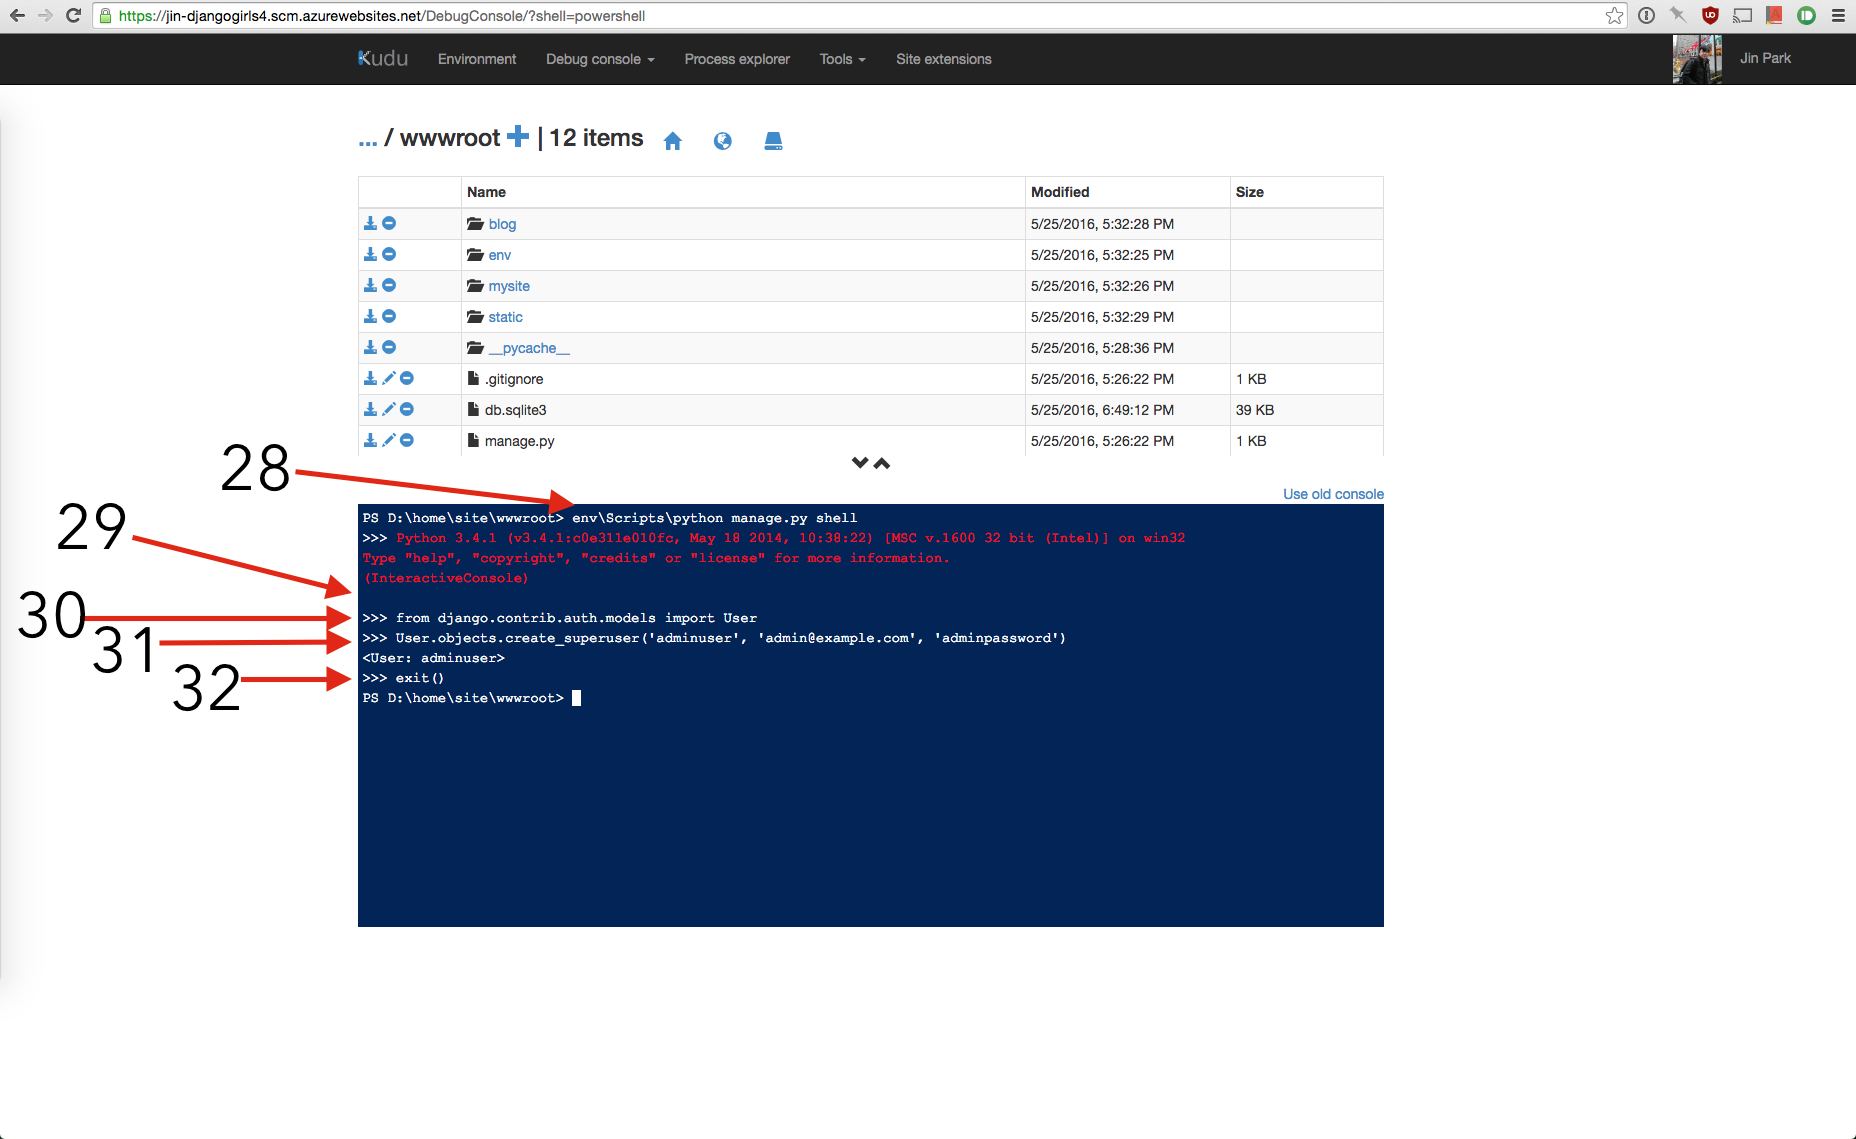 https://jin-djangogirls4.scm.azurewebsites.net/DebugConsole/?shell=powershell
Kudu Environment Debug console Process explorer Tools Site extensions Jin Park
... / wwwroot | 12 items
Name Modified Size
blog 5/25/2016, 5:32:28 PM
env 5/25/2016, 5:32:25 PM
mysite 5/25/2016, 5:32:26 PM
static 5/25/2016, 5:32:29 PM
__pycache__ 5/25/2016, 5:28:36 PM
.gitignore 5/25/2016, 5:26:22 PM 1 KB
db.sqlite3 5/25/2016, 6:49:12 PM 39 KB
manage.py 5/25/2016, 5:26:22 PM 1 KB
28
Use old console
29
PS D:\home\site\wwwroot> env\Scripts\python manage.py shell
>>> Python 3.4.1 (v3.4.1:c0e311e010fc, May 18 2014, 10:38:22) [MSC v.1600 32 bit (Intel)] on win32
Type "help", "copyright", "credits" or "license" for more information.
(InteractiveConsole)
30
>>> from django.contrib.auth.models import User
31
>>> User.objects.create_superuser('adminuser', 'admin@example.com', 'adminpassword')
<User: adminuser>
32
>>> exit()
PS D:\home\site\wwwroot>